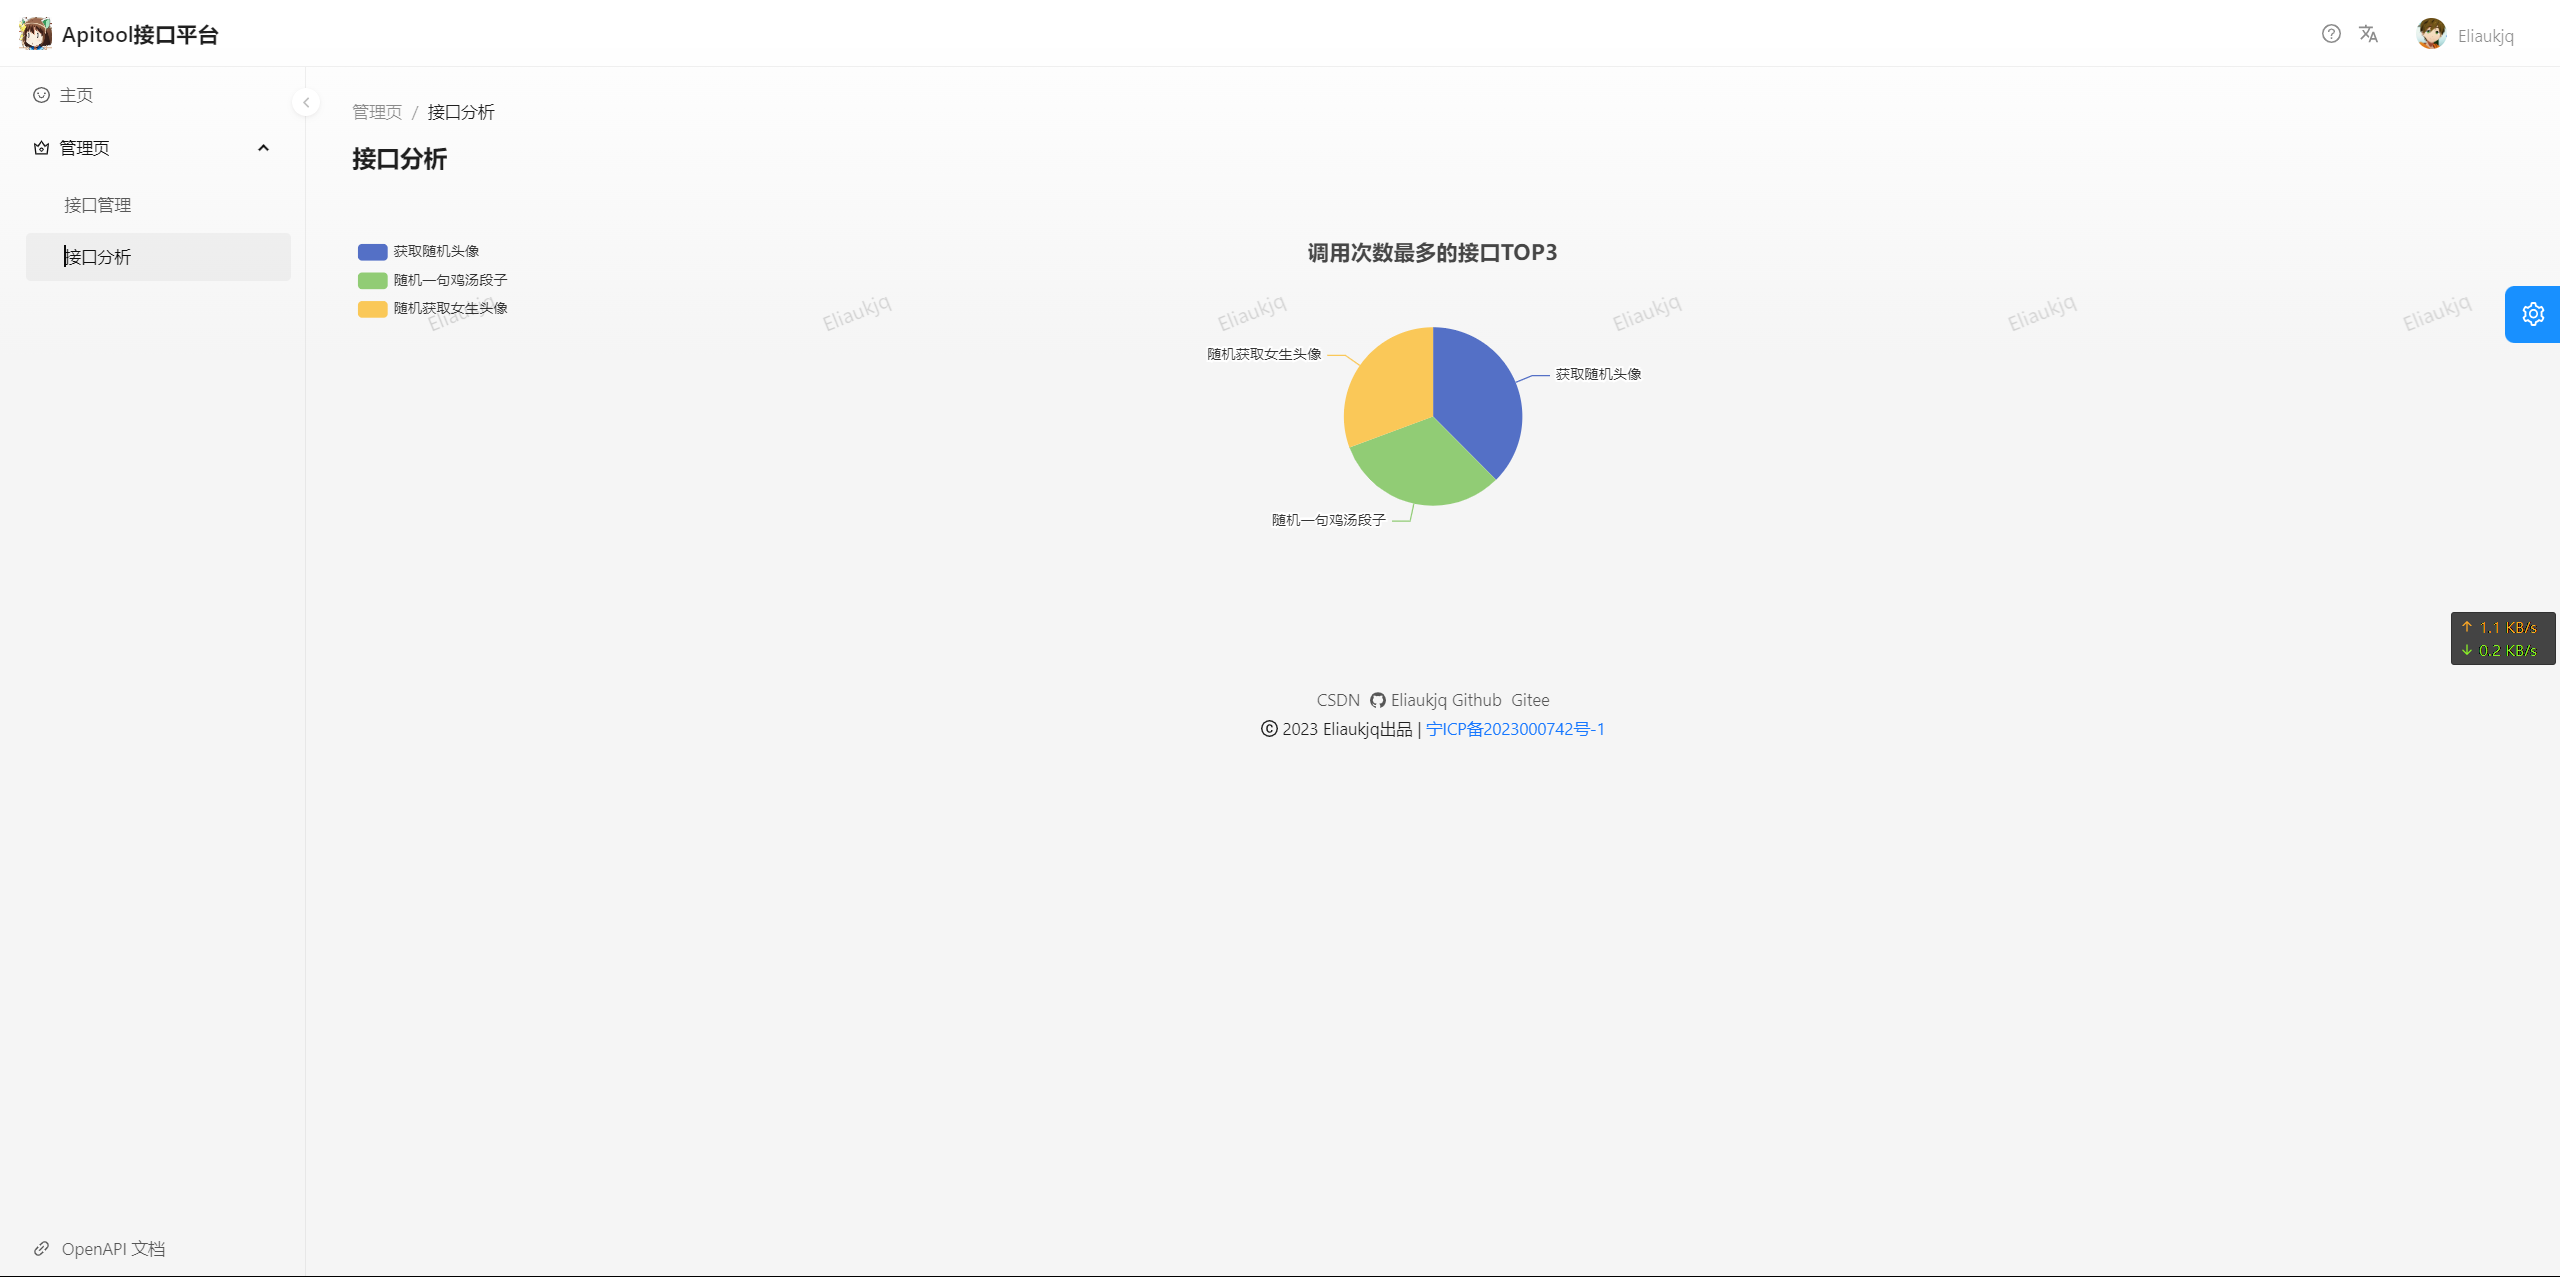 Apitool接口平台
Eliaukjq
主页
管理页
接口管理
接口分析
OpenAPI 文档
管理页 / 接口分析
接口分析
获取随机头像
随机一句鸡汤段子
随机获取女生头像
调用次数最多的接口TOP3
Eliaukjq
Eliaukjq
Eliaukjq
Eliaukjq
Eliaukjq
Eliaukjq
随机获取女生头像
获取随机头像
随机一句鸡汤段子
↑ 1.1 KB/s
↓ 0.2 KB/s
CSDN Eliaukjq Github Gitee
© 2023 Eliaukjq出品 | 宁ICP备2023000742号-1